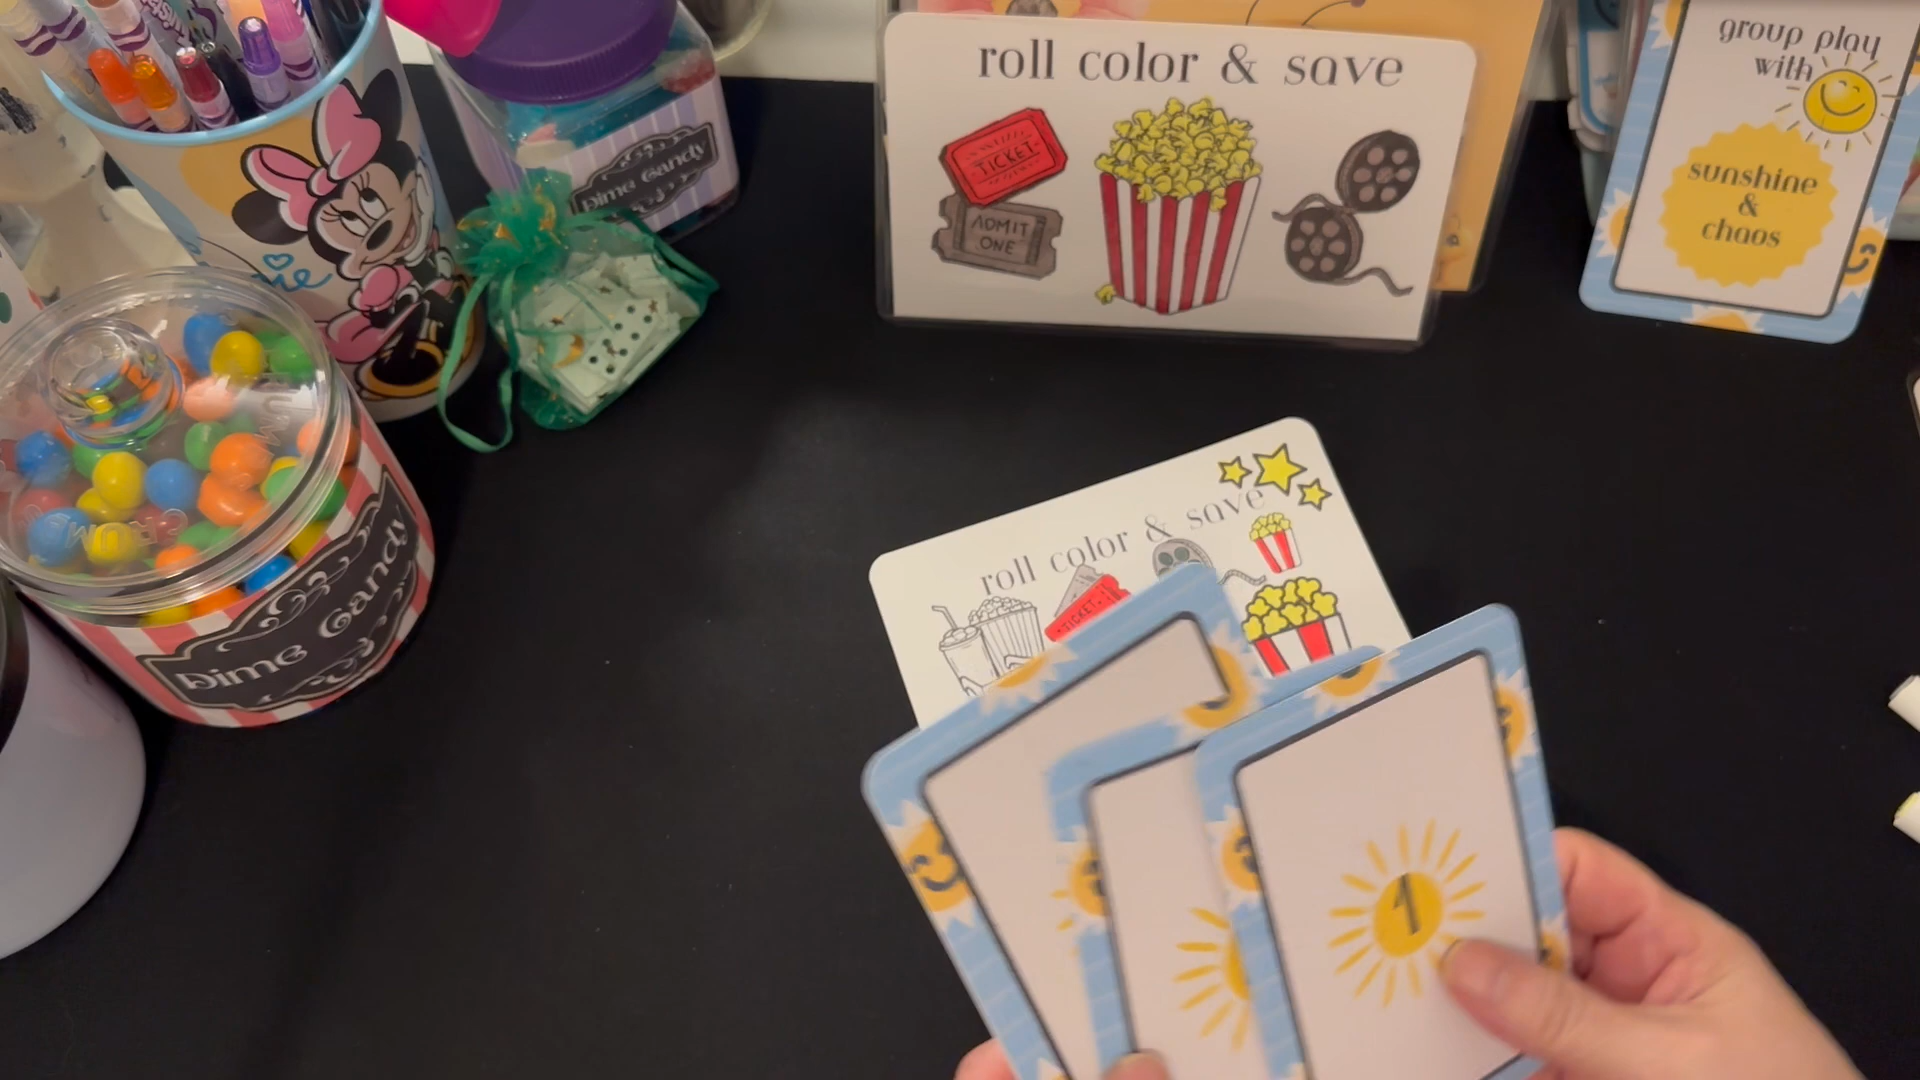 roll color & save
TICKET
ADMIT
ONE
group play
with
sunshine
&
chaos
Dime Candy
Dime Candy
roll color & save
TICKET
1